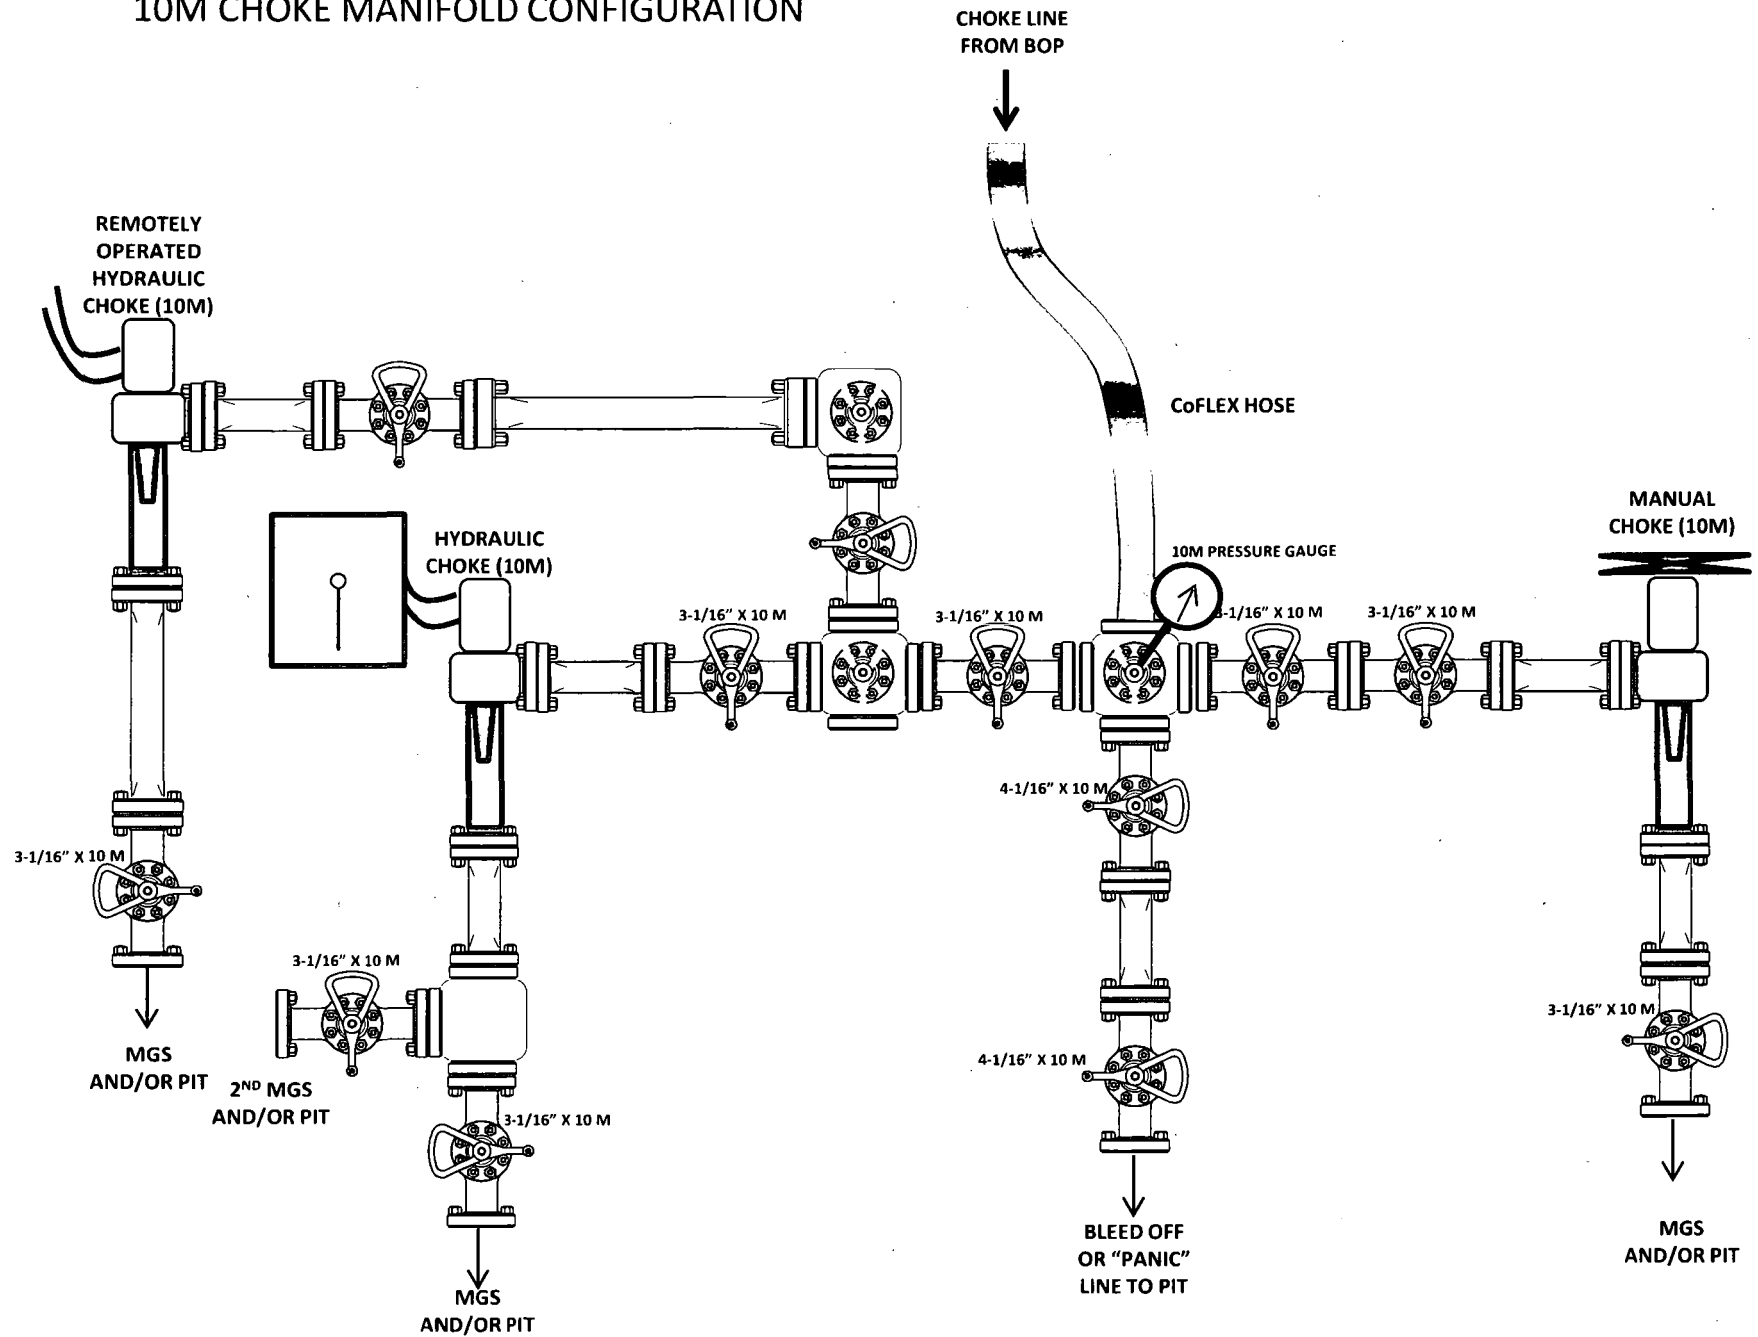 10M CHOKE MANIFOLD CONFIGURATION
CHOKE LINE
FROM BOP
REMOTELY
OPERATED
HYDRAULIC
CHOKE (10M)
CoFLEX HOSE
MANUAL
CHOKE (10M)
HYDRAULIC
CHOKE (10M)
10M PRESSURE GAUGE
3-1/16” X 10 M
3-1/16” X 10 M
3-1/16” X 10 M
3-1/16” X 10 M
4-1/16” X 10 M
3-1/16” X 10 M
3-1/16” X 10 M
3-1/16” X 10 M
4-1/16” X 10 M
MGS
AND/OR PIT
2ND MGS
AND/OR PIT
3-1/16” X 10 M
BLEED OFF
OR “PANIC”
LINE TO PIT
MGS
AND/OR PIT
MGS
AND/OR PIT